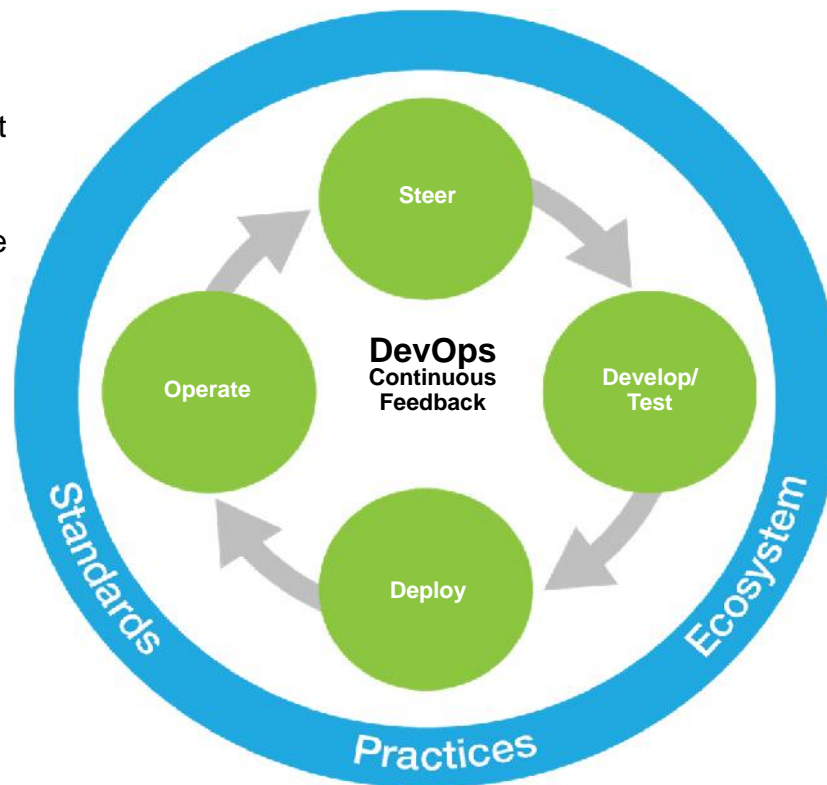 t
e
Steer
DevOps
Continuous
Feedback
Operate
Develop/
Test
Deploy
Standards
Practices
Ecosystem